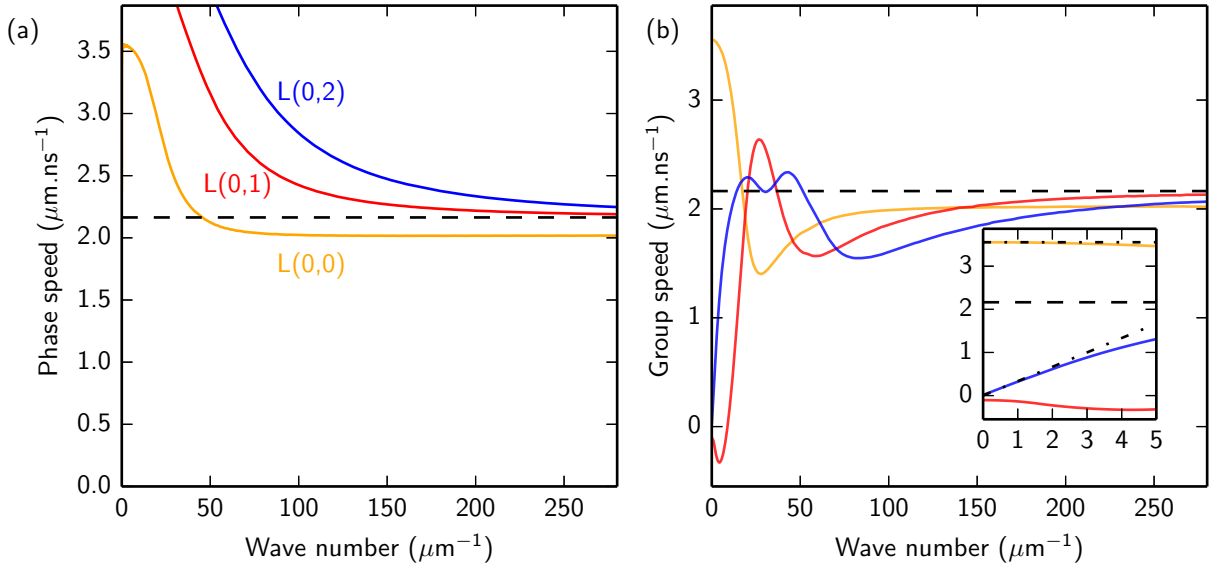 (a)
Phase speed (μm.ns⁻¹)
3.5
3.0
2.5
2.0
1.5
1.0
0.5
0.0
L(0,2)
L(0,1)
L(0,0)
0 50 100 150 200 250
Wave number (μm⁻¹)
(b)
Group speed (μm.ns⁻¹)
3
2
1
0
3
2
1
0
0 1 2 3 4 5
0 50 100 150 200 250
Wave number (μm⁻¹)